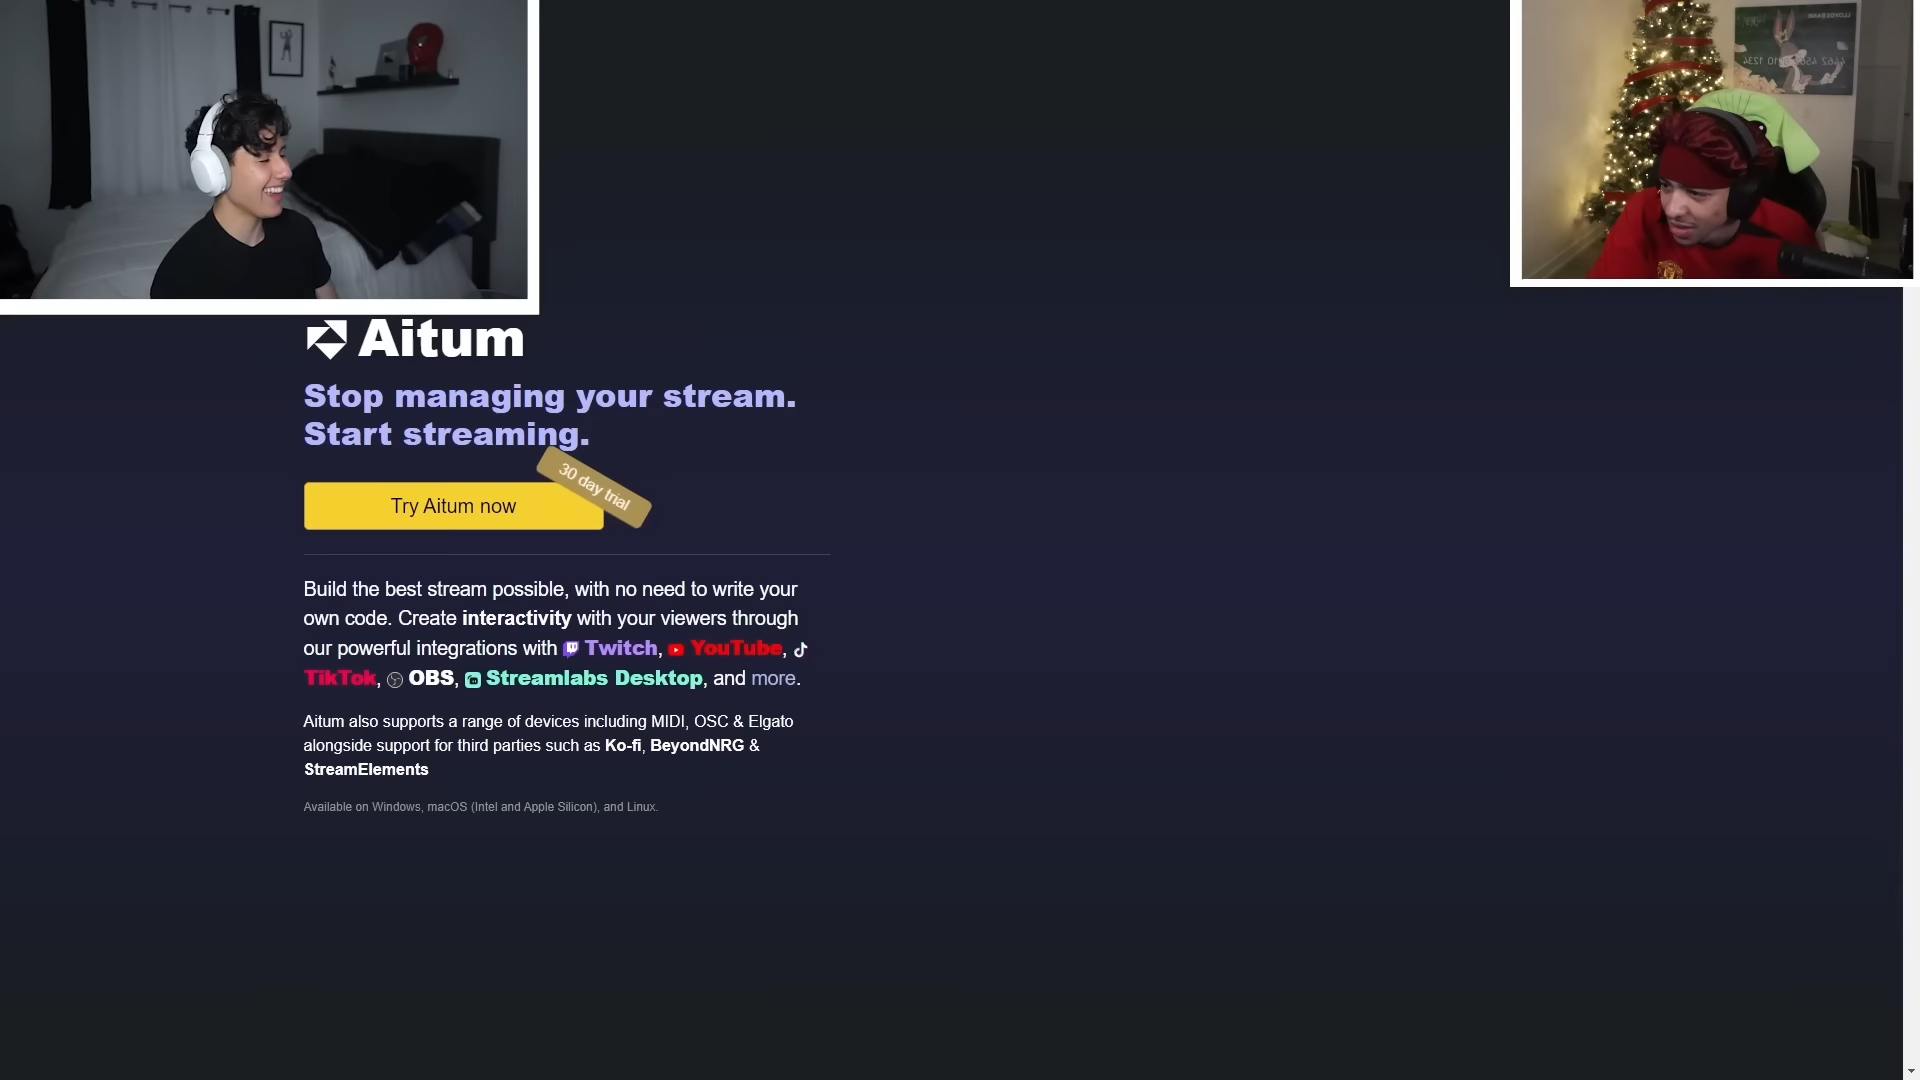 Aitum
Stop managing your stream.
Start streaming.
30 day trial
Try Aitum now
Build the best stream possible, with no need to write your
own code. Create interactivity with your viewers through
our powerful integrations with Twitch, YouTube,
TikTok, OBS, Streamlabs Desktop, and more.
Aitum also supports a range of devices including MIDI, OSC & Elgato
alongside support for third parties such as Ko-fi, BeyondNRG &
StreamElements
Available on Windows, macOS (Intel and Apple Silicon), and Linux.
LLOYDS BANK